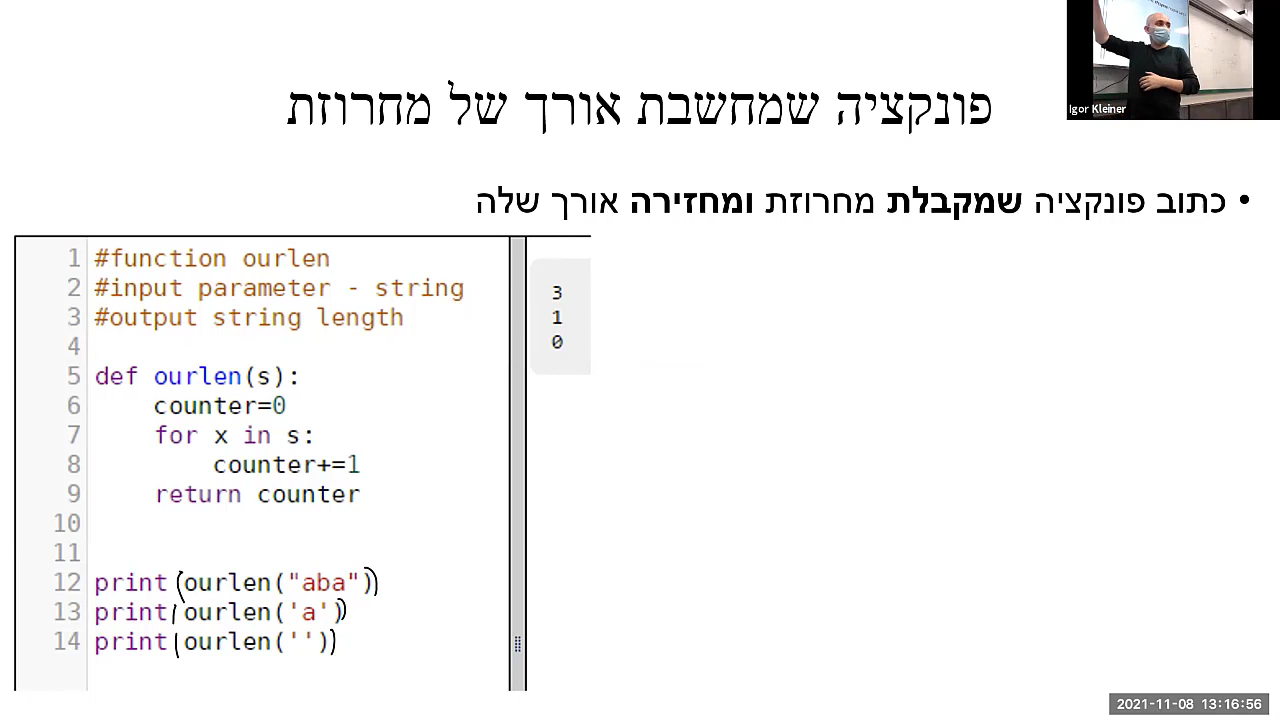 Igor Kleiner
פונקציה שמחשבת אורך של מחרוזת
• כתוב פונקציה שמקבלת מחרוזת ומחזירה אורך שלה
1 #function ourlen
2 #input parameter - string
3 #output string length
4
5 def ourlen(s):
6     counter=0
7     for x in s:
8         counter+=1
9     return counter
10
11
12 print (ourlen("aba"))
13 print(ourlen('a'))
14 print(ourlen(''))
3
1
0
2021-11-08 13:16:56